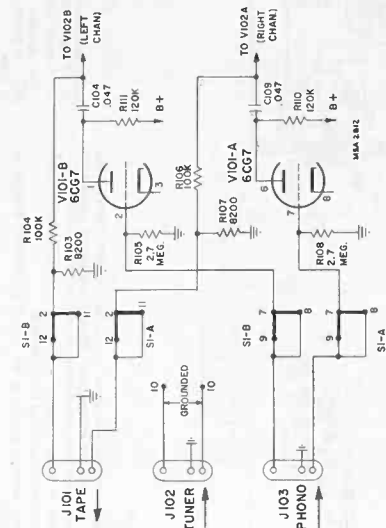 TO V102B
(LEFT
CHAN.)
C104
.047
R111
120K
B+
R104
100K
V101-B
6CG7
1
3
2
R103
8200
R105
2.7
MEG.
R106
100K
TO V102A
(RIGHT
CHAN.)
C109
.047
R110
120K
B+
V101-A
6CG7
6
8
7
MSA 2812
R107
8200
R108
2.7
MEG.
S1-B
12
2
11
S1-A
12
2
11
S1-B
9
7
8
S1-A
9
7
8
10
GROUNDED
10
J101
TAPE
J102
TUNER
J103
PHONO